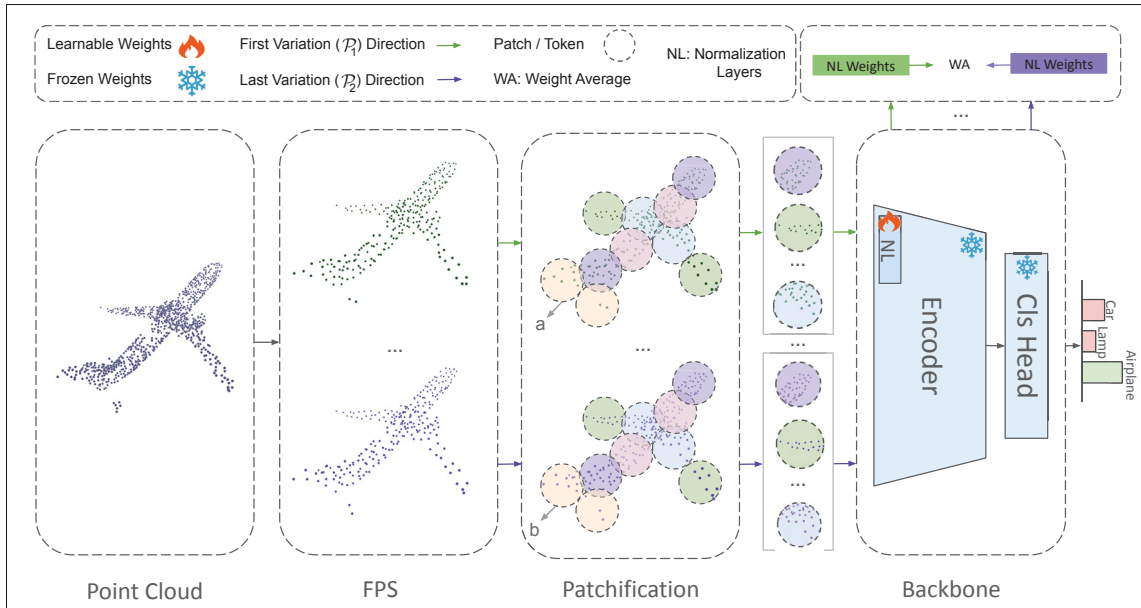 Learnable Weights
First Variation (𝒫1) Direction
Patch / Token
NL: Normalization
Layers
Frozen Weights
Last Variation (𝒫2) Direction
WA: Weight Average
NL Weights
WA
NL Weights
...
...
...
...
...
...
...
a
b
NL
Encoder
Cls Head
Car
Lamp
Airplane
Point Cloud
FPS
Patchification
Backbone